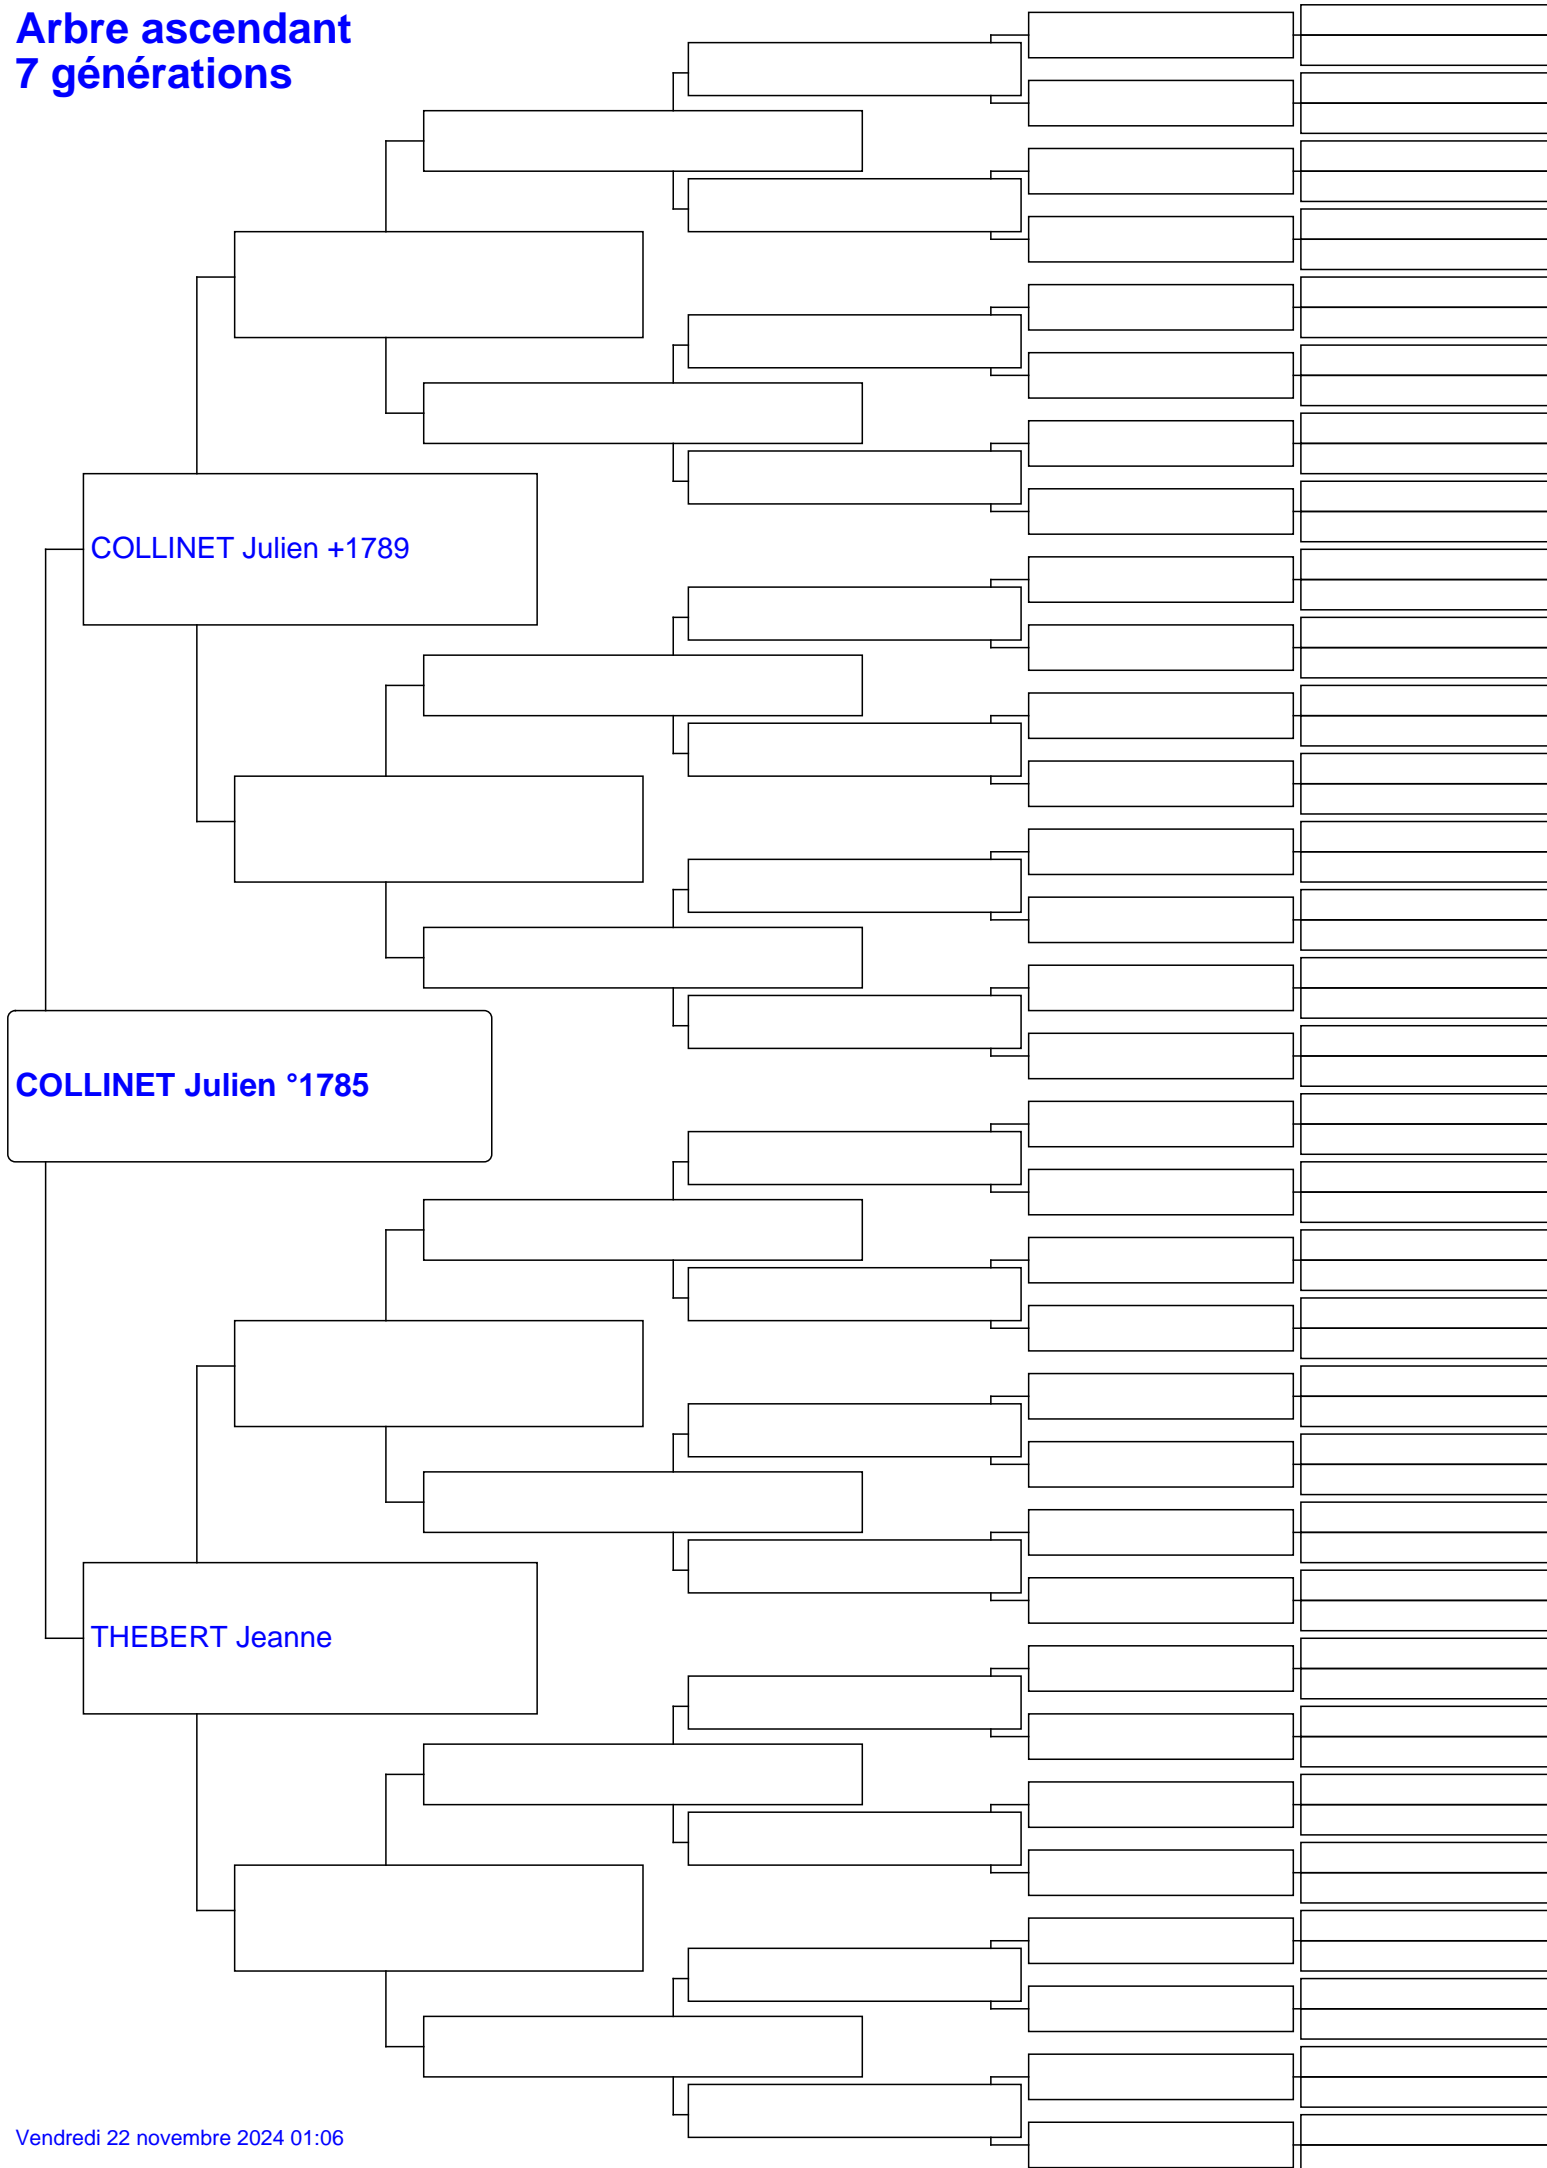 Arbre ascendant
7 générations
COLLINET Julien +1789
COLLINET Julien °1785
THEBERT Jeanne
Vendredi 22 novembre 2024 01:06